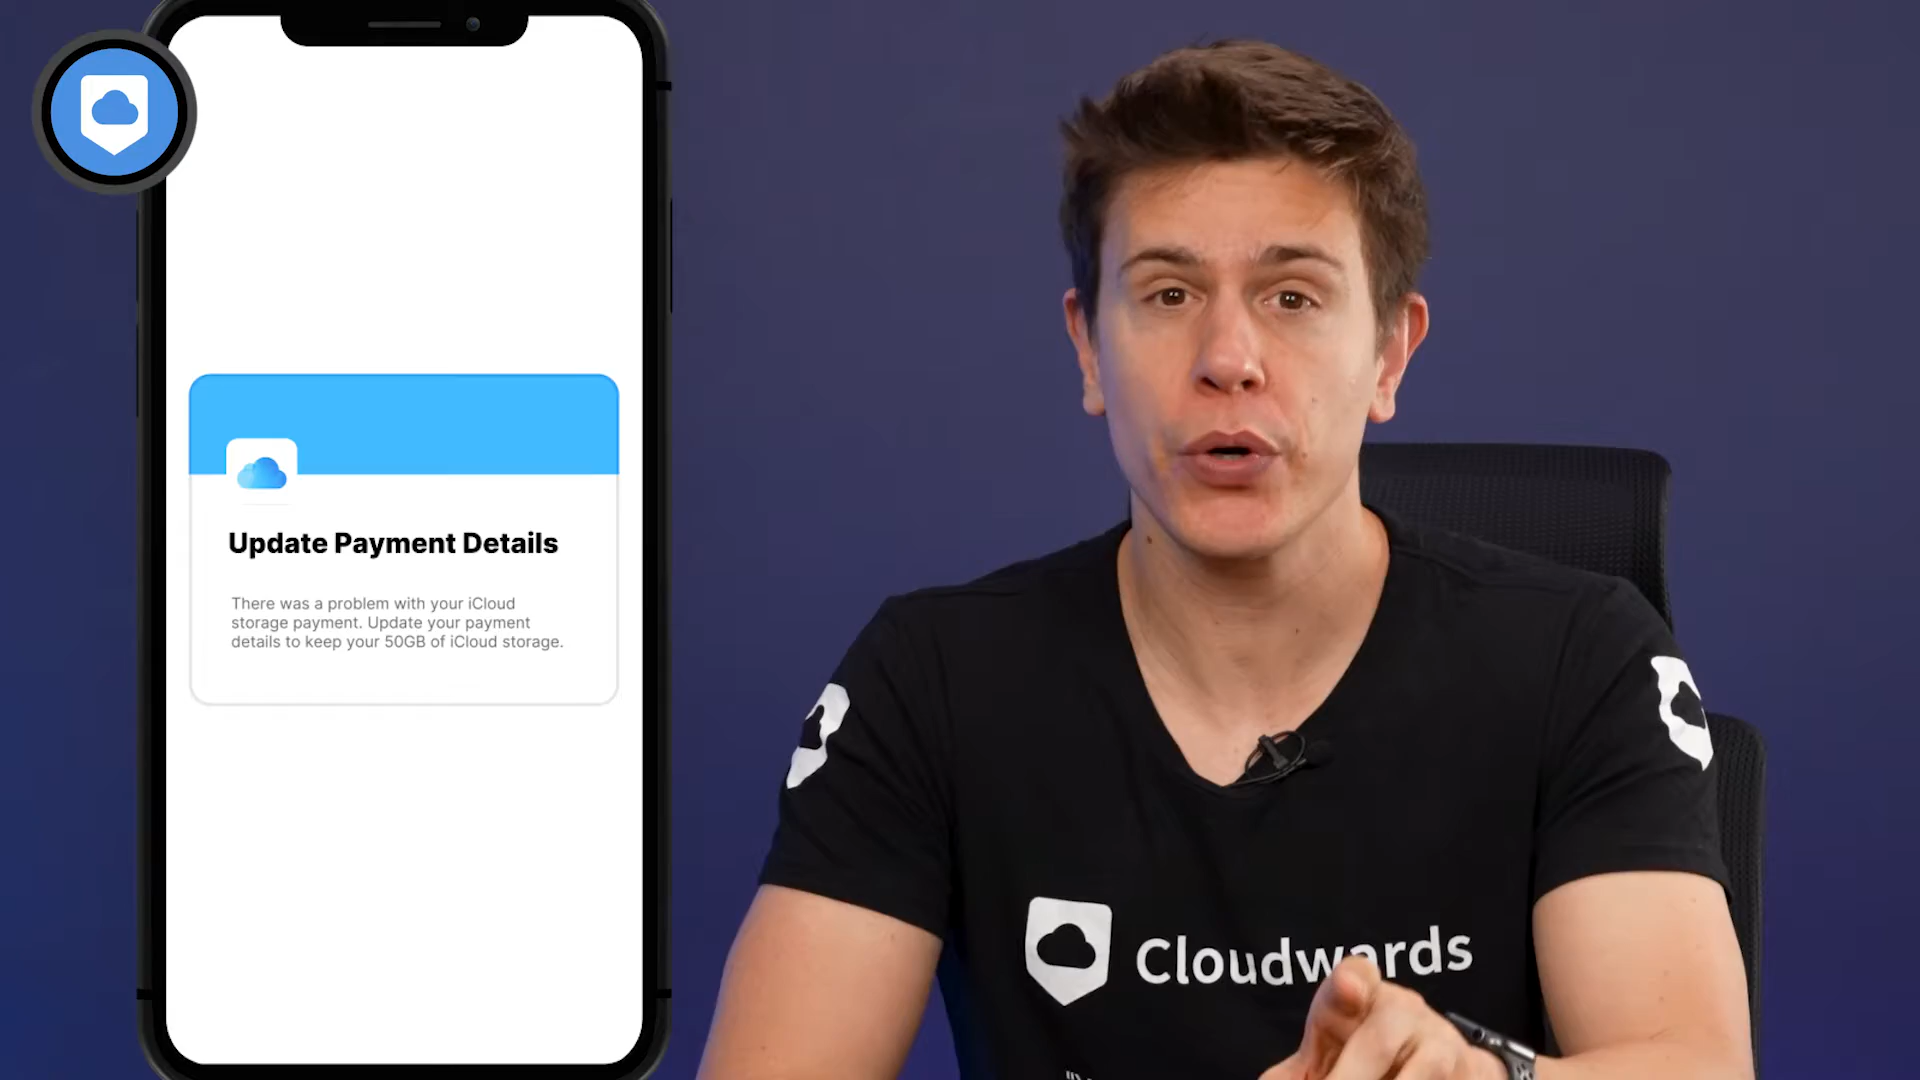 Update Payment Details
There was a problem with your iCloud
storage payment. Update your payment
details to keep your 50GB of iCloud storage.
Cloudwards